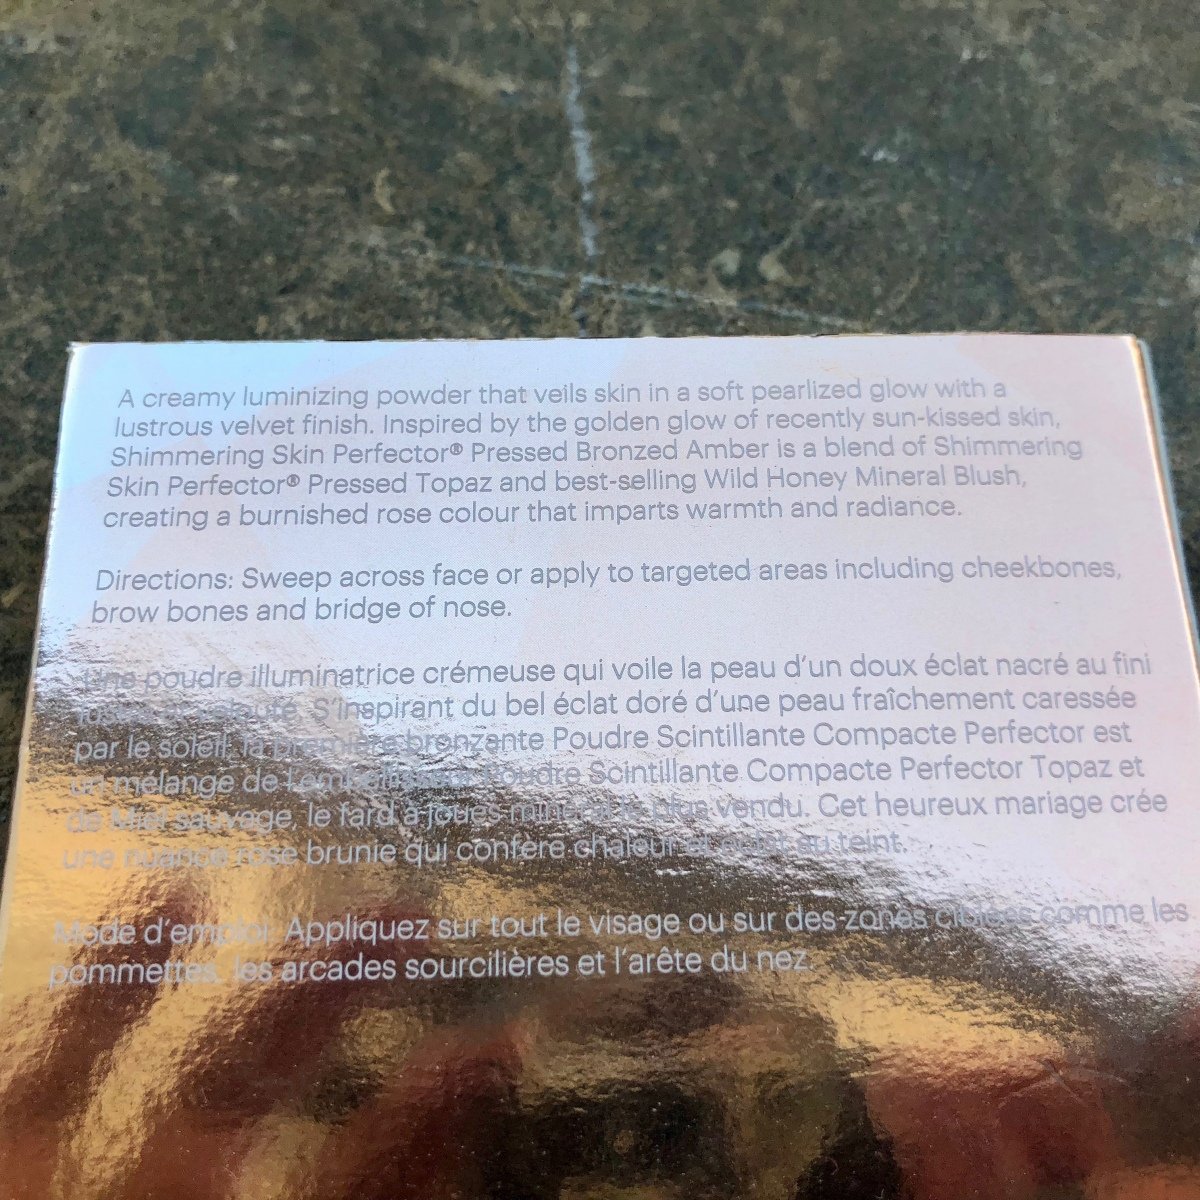 A creamy luminizing powder that veils skin in a soft pearlized glow with a
lustrous velvet finish. Inspired by the golden glow of recently sun-kissed skin,
Shimmering Skin Perfector® Pressed Bronzed Amber is a blend of Shimmering
Skin Perfector® Pressed Topaz and best-selling Wild Honey Mineral Blush,
creating a burnished rose colour that imparts warmth and radiance.
Directions: Sweep across face or apply to targeted areas including cheekbones,
brow bones and bridge of nose.
Une poudre illuminatrice crémeuse qui voile la peau d'un doux éclat nacré au fini
S'inspirant du bel éclat doré d'une peau fraîchement caressée
par le soleil, la première bronzante Poudre Scintillante Compacte Perfector est
un mélange de Poudre Scintillante Compacte Perfector Topaz et
de Miel sauvage, le fard à joues minéral le plus vendu. Cet heureux mariage crée
une nuance rose brunie qui confère chaleur et éclat au teint.
Mode d'emploi: Appliquez sur tout le visage ou sur des zones ciblées comme les
pommettes, les arcades sourcilières et l'arête du nez.